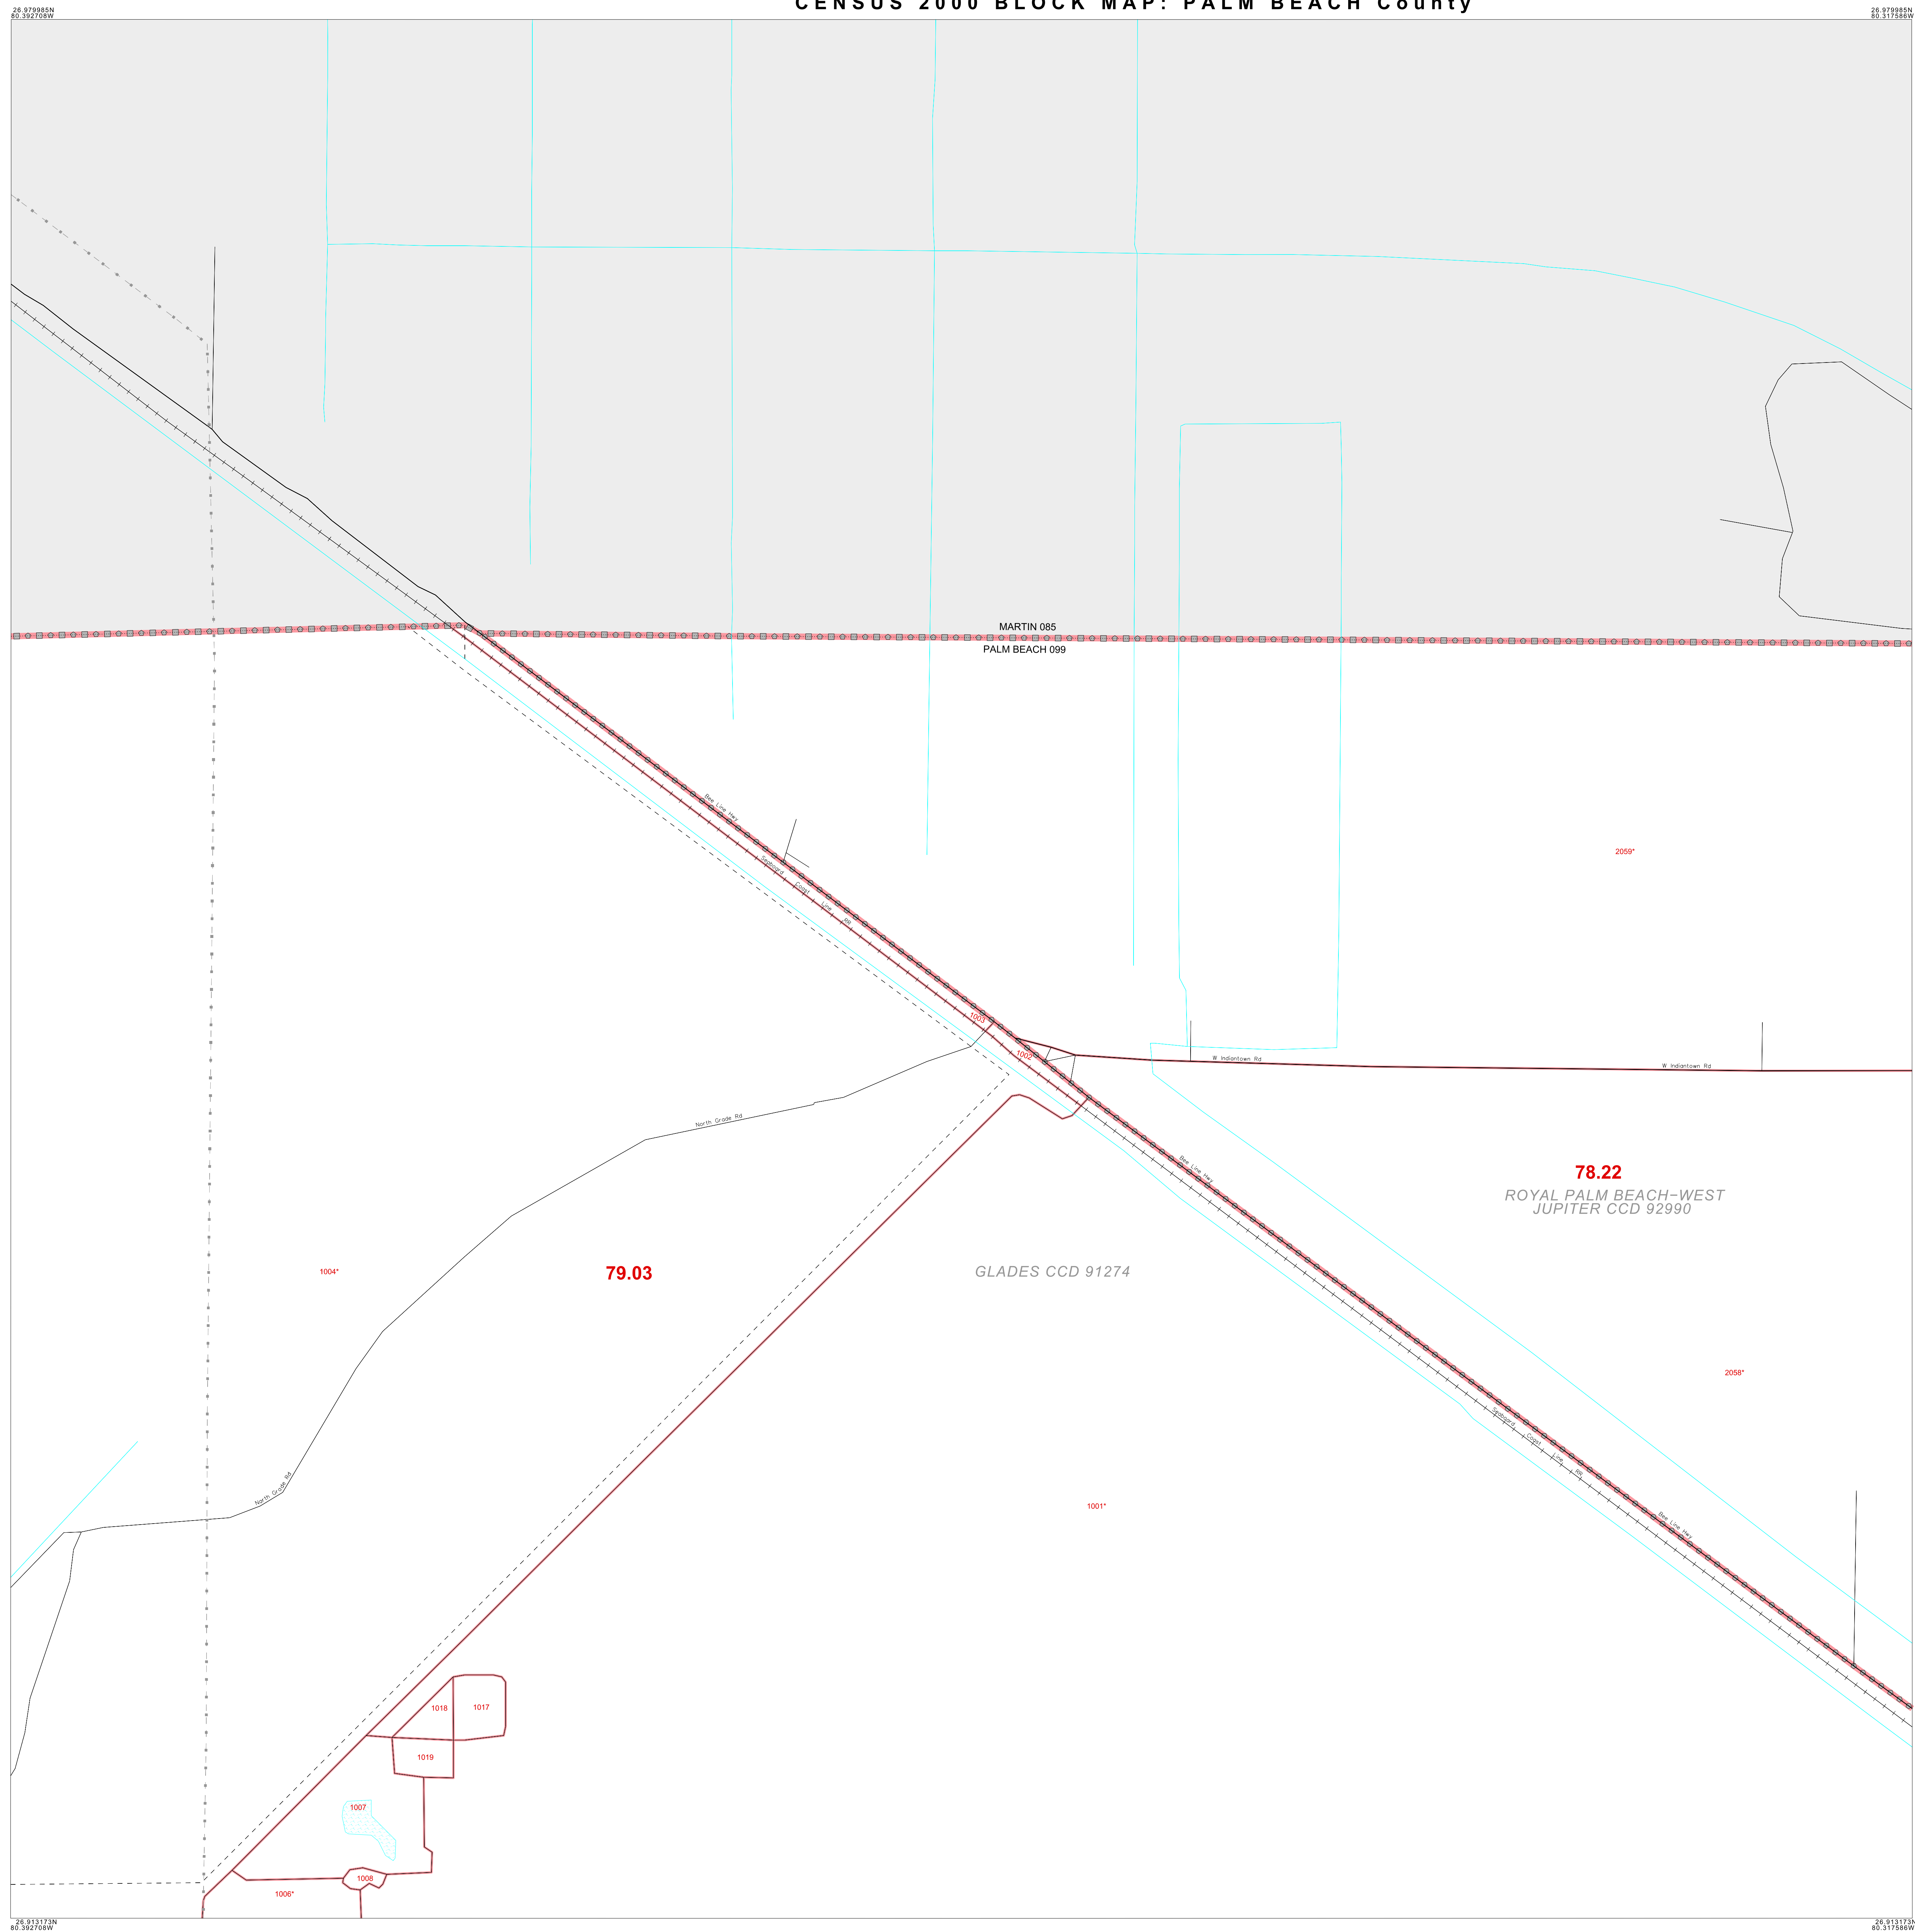 CENSUS 2000 BLOCK MAP: PALM BEACH County
26.979985N
80.392708W
26.979985N
80.317586W
MARTIN 085
PALM BEACH 099
Bee Line Hwy
2059*
Seaboard Coast Line RR
1003
1002
W Indiantown Rd
W Indiantown Rd
North Grade Rd
Bee Line Hwy
78.22
ROYAL PALM BEACH-WEST
JUPITER CCD 92990
1004*
79.03
GLADES CCD 91274
2058*
Seaboard Coast Line RR
North Grade Rd
1001*
Bee Line Hwy
1018
1017
1019
1007
1008
1006*
26.913173N
80.392708W
26.913173N
80.317586W